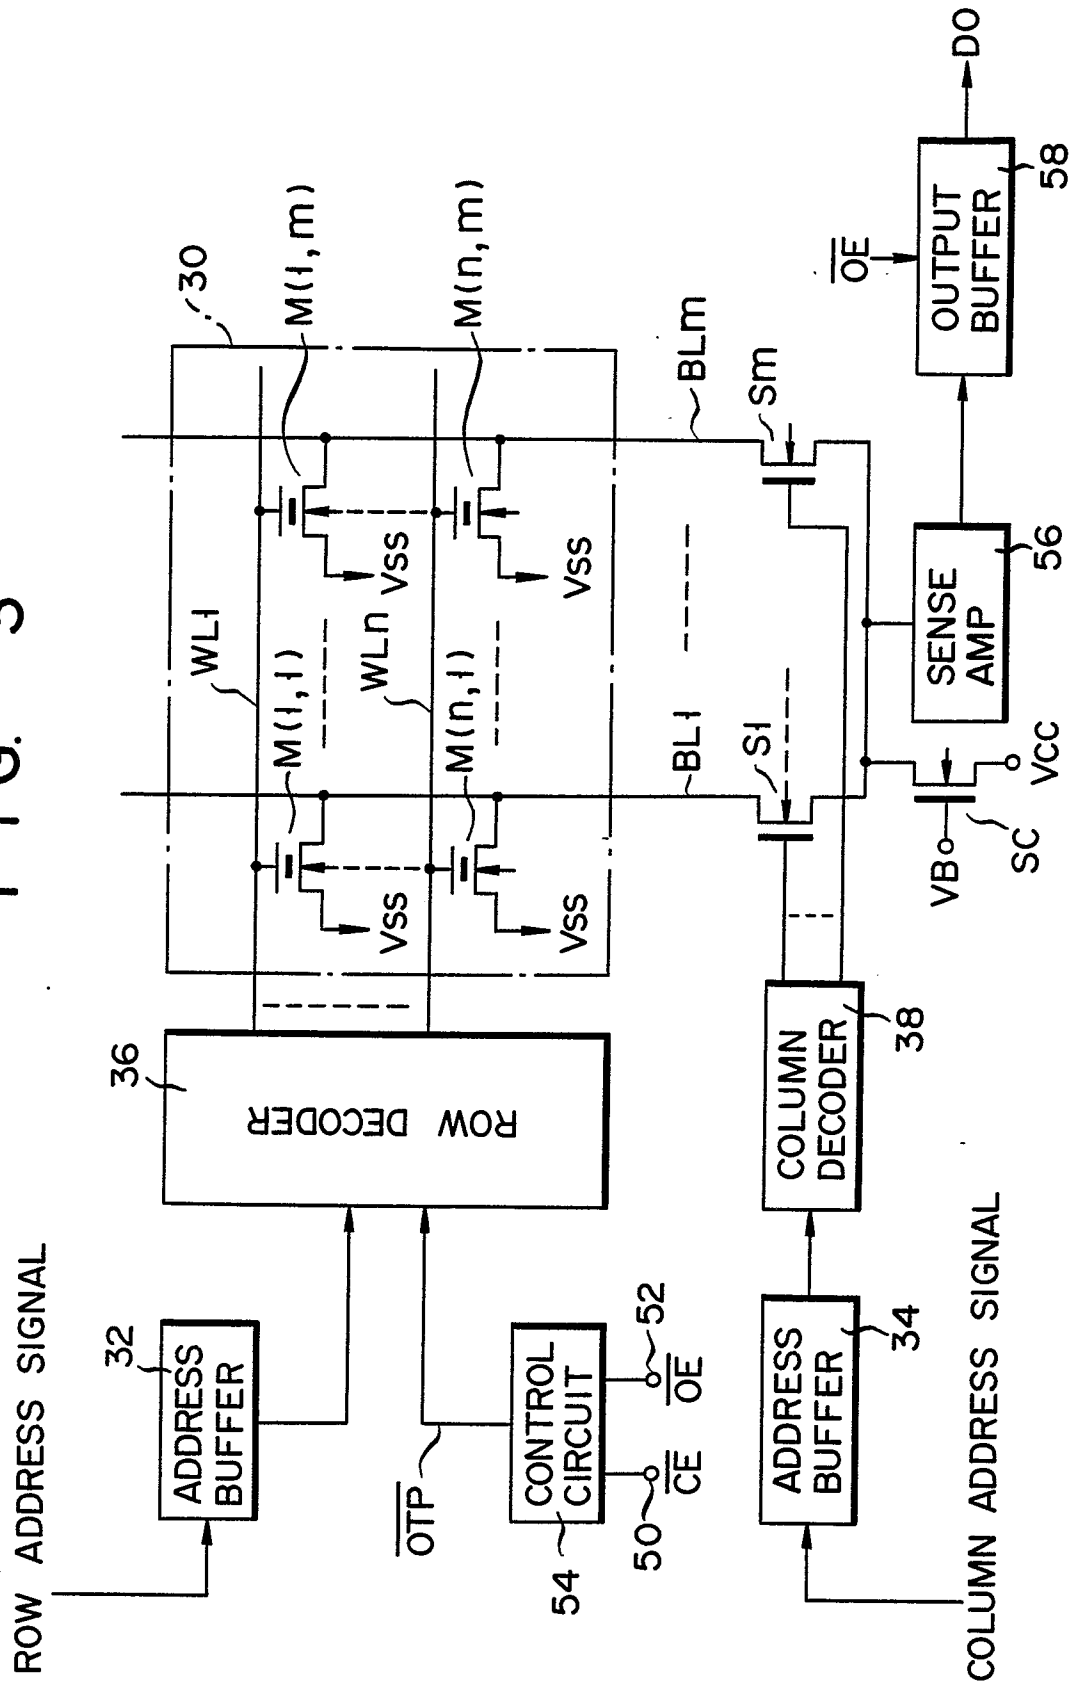 FIG. 3
ROW ADDRESS SIGNAL
32
ADDRESS
BUFFER
36
ROW DECODER
30
WL1
M(1,1)
M(1,m)
VSS
VSS
WLn
M(n,1)
M(n,m)
VSS
VSS
OTP
CONTROL
CIRCUIT
54
50
CE
52
OE
BL1
BLm
S1
Sm
ADDRESS
BUFFER
34
COLUMN ADDRESS SIGNAL
COLUMN
DECODER
38
VB
SC
VCC
SENSE
AMP
56
OE
OUTPUT
BUFFER
58
DO